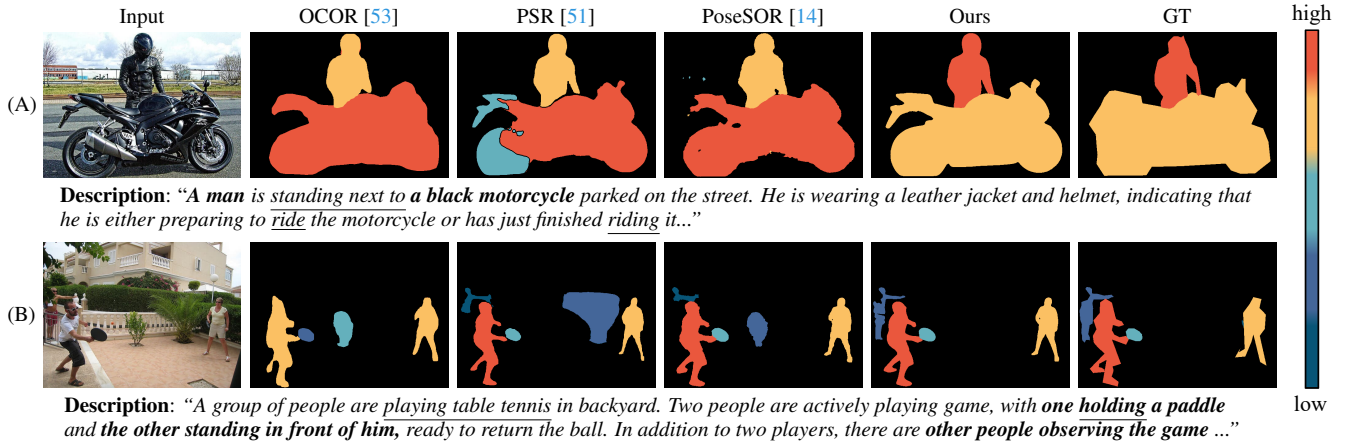 Input OCOR [53] PSR [51] PoseSOR [14] Ours GT high
(A)
Description: “A man is standing next to a black motorcycle parked on the street. He is wearing a leather jacket and helmet, indicating that
he is either preparing to ride the motorcycle or has just finished riding it...”
(B)
low
Description: “A group of people are playing table tennis in backyard. Two people are actively playing game, with one holding a paddle
and the other standing in front of him, ready to return the ball. In addition to two players, there are other people observing the game ...”